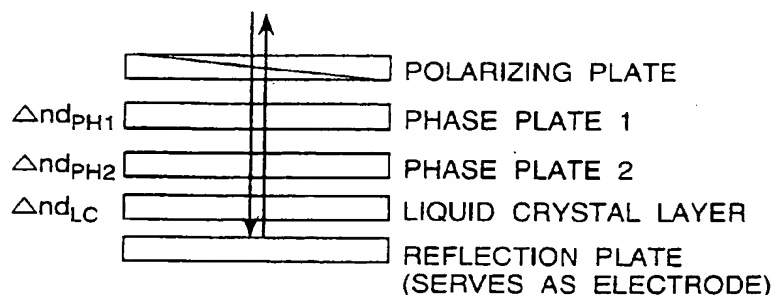 POLARIZING PLATE
△nd_PH1 PHASE PLATE 1
△nd_PH2 PHASE PLATE 2
△nd_LC LIQUID CRYSTAL LAYER
REFLECTION PLATE
(SERVES AS ELECTRODE)